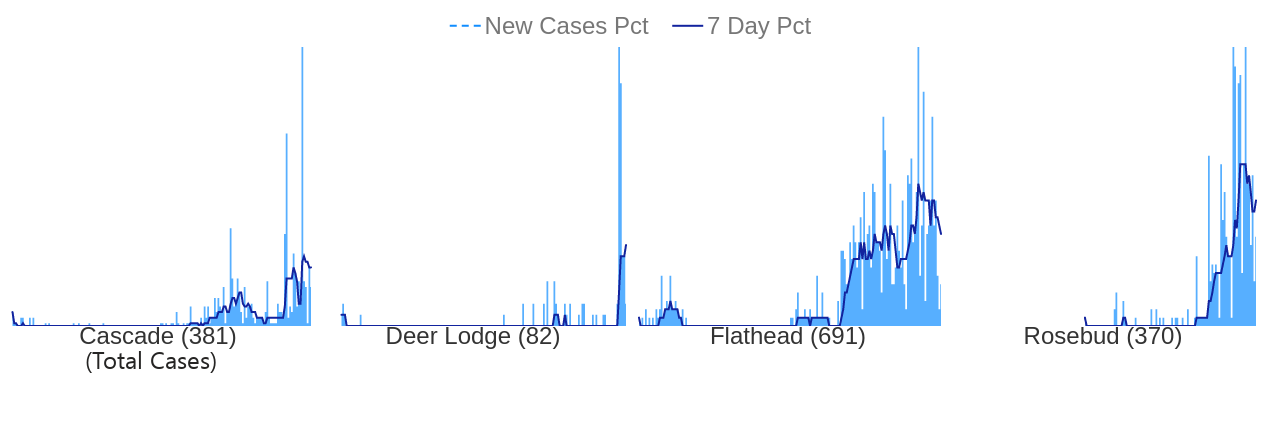 New Cases Pct 7 Day Pct
Cascade (381) Deer Lodge (82) Flathead (691) Rosebud (370)
(Total Cases)